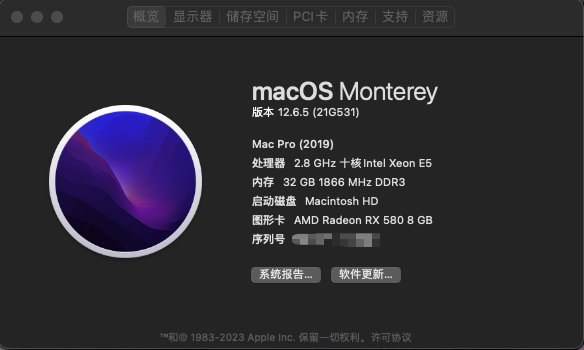 概览 显示器 储存空间 PCI卡 内存 支持 资源
macOS Monterey
版本 12.6.5 (21G531)
Mac Pro (2019)
处理器 2.8 GHz 十核Intel Xeon E5
内存 32 GB 1866 MHz DDR3
启动磁盘 Macintosh HD
图形卡 AMD Radeon RX 580 8 GB
序列号
系统报告... 软件更新...
™和© 1983-2023 Apple Inc. 保留一切权利。许可协议